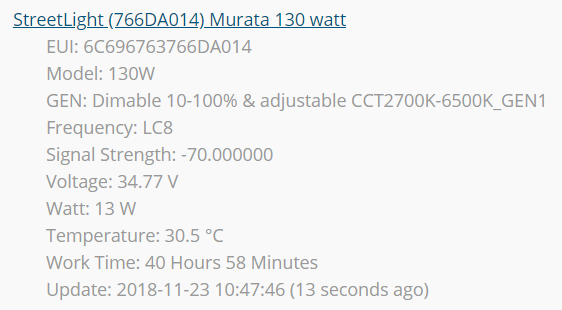 StreetLight (766DA014) Murata 130 watt
EUI: 6C696763766DA014
Model: 130W
GEN: Dimable 10-100% & adjustable CCT2700K-6500K_GEN1
Frequency: LC8
Signal Strength: -70.000000
Voltage: 34.77 V
Watt: 13 W
Temperature: 30.5 °C
Work Time: 40 Hours 58 Minutes
Update: 2018-11-23 10:47:46 (13 seconds ago)